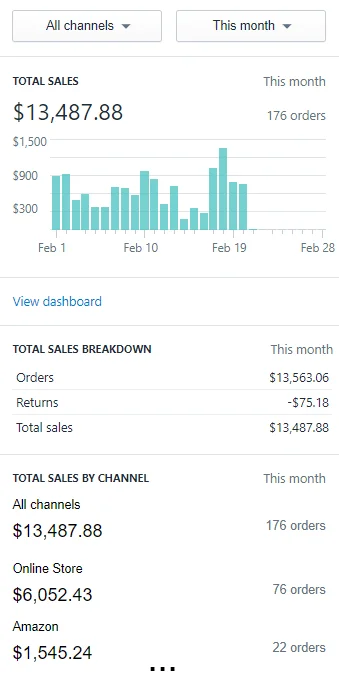 All channels This month
TOTAL SALES This month
$13,487.88 176 orders
$1,500
$900
$300
Feb 1 Feb 10 Feb 19 Feb 28
View dashboard
TOTAL SALES BREAKDOWN This month
Orders $13,563.06
Returns -$75.18
Total sales $13,487.88
TOTAL SALES BY CHANNEL This month
All channels
$13,487.88 176 orders
Online Store
$6,052.43 76 orders
Amazon
$1,545.24 22 orders
...